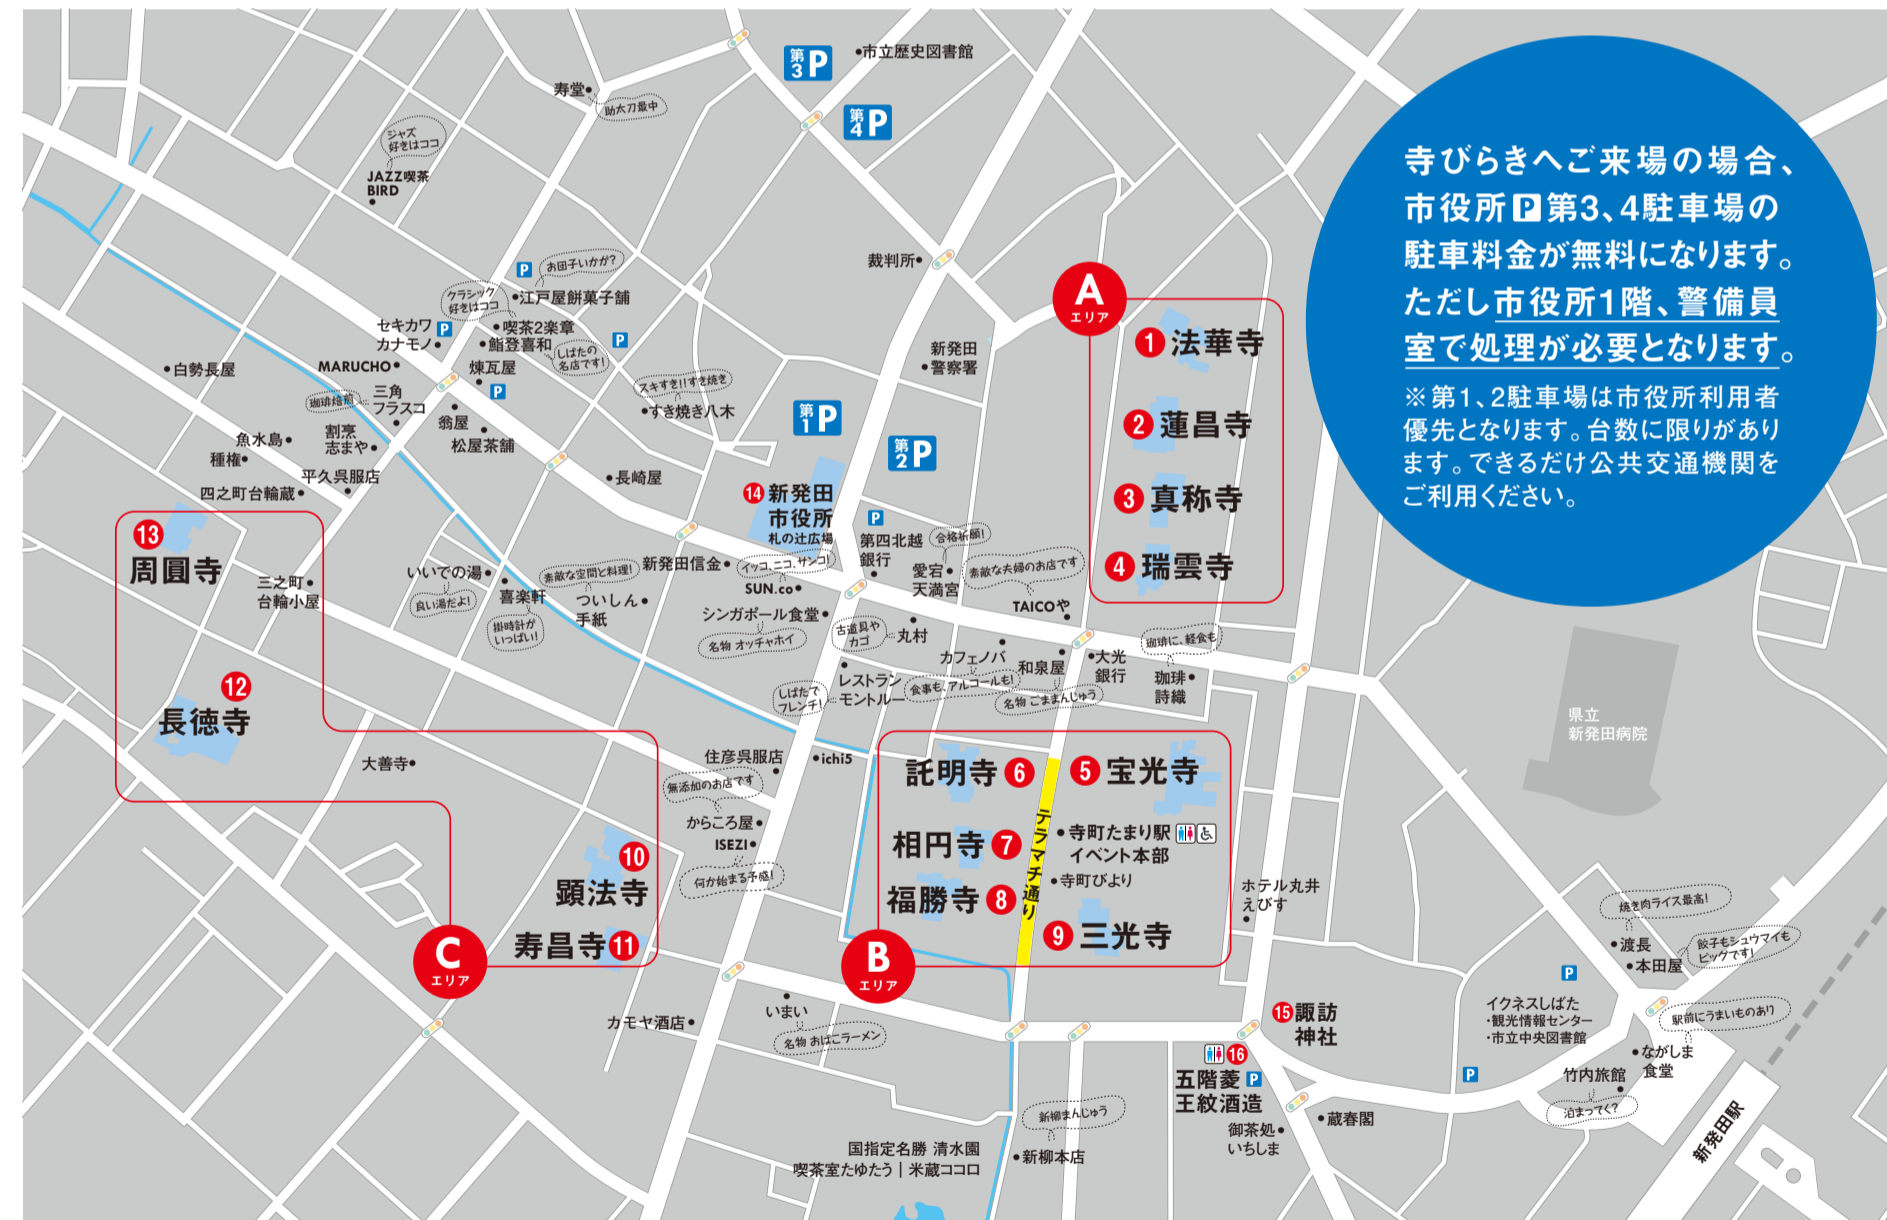 第3 P
市立歴史図書館
寿堂
助太刀最中
第4 P
ジャズ
好きはココ
JAZZ喫茶
BIRD
寺びらきへご来場の場合、
市役所P第3、4駐車場の
駐車料金が無料になります。
ただし市役所1階、警備員
室で処理が必要となります。
※第1、2駐車場は市役所利用者
優先となります。台数に限りがあり
ます。できるだけ公共交通機関を
ご利用ください。
裁判所
P
お団子いかが?
江戸屋餅菓子舗
クラシック
好きはココ
喫茶2楽章
鮨登喜和
しばたの
名店です!
セキカワ
カナモノ
P
P
MARUCHO
煉瓦屋
P
白勢長屋
珈琲焙煎
三角
フラスコ
翁屋
松屋茶舗
スキすき!!すき焼き
すき焼き八木
新発田
警察署
第1 P
第2 P
A
エリア
1 法華寺
2 蓮昌寺
3 真称寺
4 瑞雲寺
魚水島
種権
割烹
志まや
平久呉服店
四之町台輪蔵
長崎屋
14 新発田
市役所
札の辻広場
P
第四北越
銀行
合格祈願!
愛宕
天満宮
素敵な夫婦のお店です
TAICOや
13
周圓寺
三之町
台輪小屋
いいでの湯
良い湯だよ!
喜楽軒
掛時計が
いっぱい!
素敵な空間と料理!
ついしん
手紙
新発田信金
イッコ、ニコ、サンコ!
SUN.co
シンガポール食堂
名物 オッチャホイ
古道具や
カゴ
丸村
カフェノバ
食事も、アルコールも!
和泉屋
名物 ごままんじゅう
大光
銀行
珈琲に、軽食も
珈琲
詩織
レストラン
モントルー
しばたで
フレンチ!
県立
新発田病院
12
長徳寺
大善寺
住彦呉服店
ichi5
無添加のお店です
からころ屋
ISEZI
何か始まる予感!
10
顕法寺
寿昌寺 11
C
エリア
託明寺 6
5 宝光寺
相円寺 7
福勝寺 8
テラマチ通り
寺町たまり駅
イベント本部
寺町びより
9 三光寺
B
エリア
ホテル丸井
えびす
焼き肉ライス最高!
渡長
本田屋
餃子もシュウマイも
ビッグです!
P
イクネスしばた
・観光情報センター
・市立中央図書館
駅前にうまいものあり
ながしま
食堂
竹内旅館
泊まってく?
P
新発田駅
カモヤ酒店
いまい
名物 おはこラーメン
15 諏訪
神社
16
五階菱 P
王紋酒造
御茶処
いちしま
蔵春閣
新柳まんじゅう
新柳本店
国指定名勝 清水園
喫茶室たゆたう|米蔵ココロ